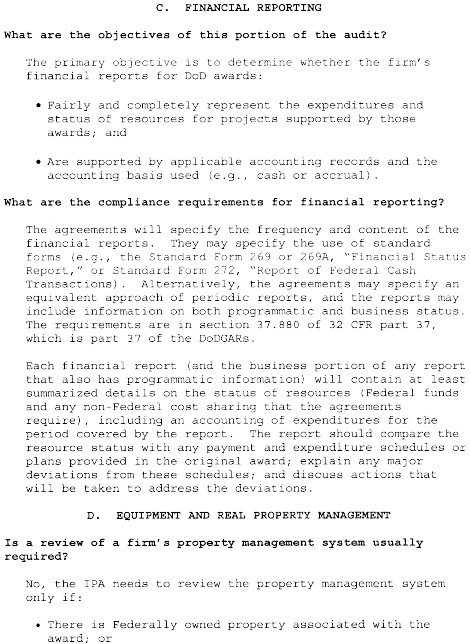 C. FINANCIAL REPORTING
What are the objectives of this portion of the audit?
The primary objective is to determine whether the firm's
financial reports for DoD awards:
• Fairly and completely represent the expenditures and
status of resources for projects supported by those
awards; and
• Are supported by applicable accounting records and the
accounting basis used (e.g., cash or accrual).
What are the compliance requirements for financial reporting?
The agreements will specify the frequency and content of the
financial reports. They may specify the use of standard
forms (e.g., the Standard Form 269 or 269A, "Financial Status
Report," or Standard Form 272, "Report of Federal Cash
Transactions). Alternatively, the agreements may specify an
equivalent approach of periodic reports, and the reports may
include information on both programmatic and business status.
The requirements are in section 37.880 of 32 CFR part 37,
which is part 37 of the DoDGARs.
Each financial report (and the business portion of any report
that also has programmatic information) will contain at least
summarized details on the status of resources (Federal funds
and any non-Federal cost sharing that the agreements
require), including an accounting of expenditures for the
period covered by the report. The report should compare the
resource status with any payment and expenditure schedules or
plans provided in the original award; explain any major
deviations from these schedules; and discuss actions that
will be taken to address the deviations.
D. EQUIPMENT AND REAL PROPERTY MANAGEMENT
Is a review of a firm's property management system usually
required?
No, the IPA needs to review the property management system
only if:
• There is Federally owned property associated with the
award; or